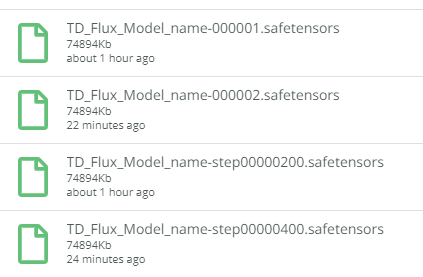 TD_Flux_Model_name-000001.safetensors
74894Kb
about 1 hour ago
TD_Flux_Model_name-000002.safetensors
74894Kb
22 minutes ago
TD_Flux_Model_name-step00000200.safetensors
74894Kb
about 1 hour ago
TD_Flux_Model_name-step00000400.safetensors
74894Kb
24 minutes ago